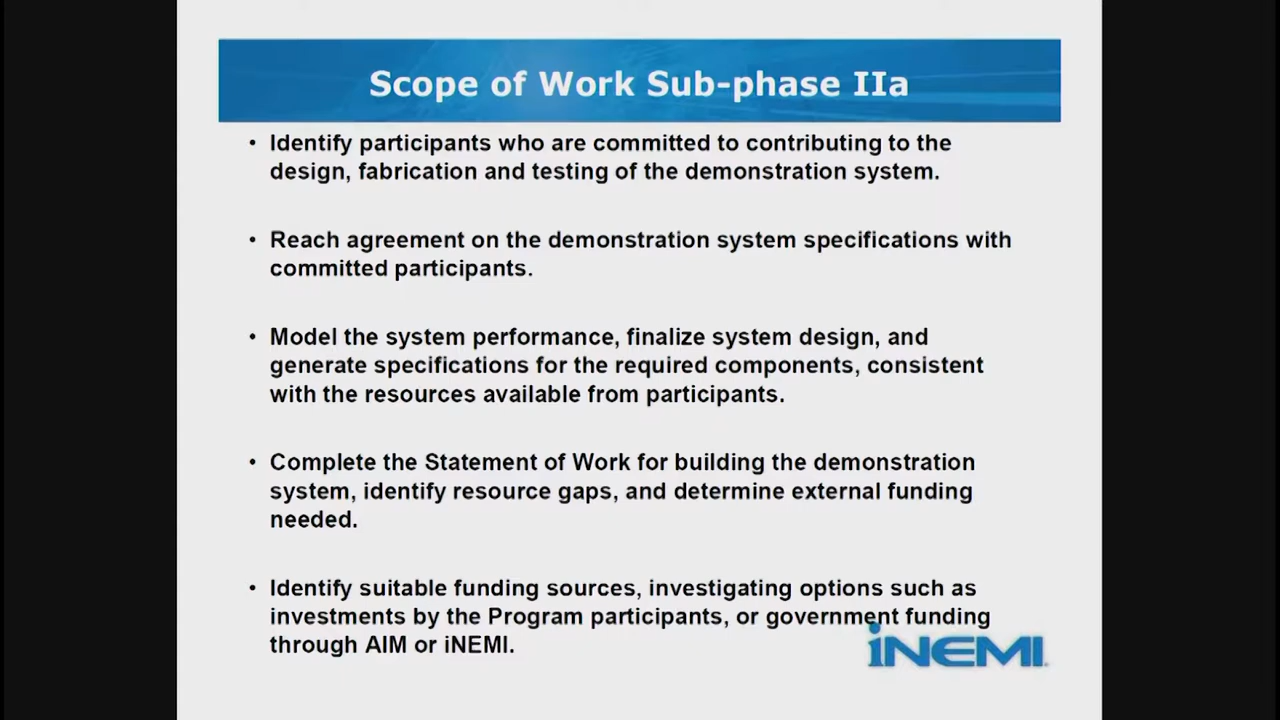 Scope of Work Sub-phase IIa
• Identify participants who are committed to contributing to the
design, fabrication and testing of the demonstration system.
• Reach agreement on the demonstration system specifications with
committed participants.
• Model the system performance, finalize system design, and
generate specifications for the required components, consistent
with the resources available from participants.
• Complete the Statement of Work for building the demonstration
system, identify resource gaps, and determine external funding
needed.
• Identify suitable funding sources, investigating options such as
investments by the Program participants, or government funding
through AIM or iNEMI.
iNEMI